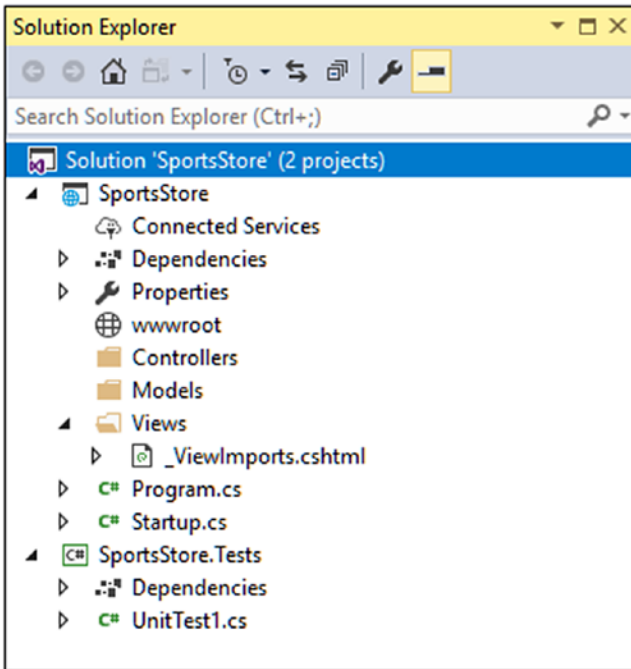 Solution Explorer
Search Solution Explorer (Ctrl+;)
Solution 'SportsStore' (2 projects)
SportsStore
Connected Services
Dependencies
Properties
wwwroot
Controllers
Models
Views
_ViewImports.cshtml
C# Program.cs
C# Startup.cs
C# SportsStore.Tests
Dependencies
C# UnitTest1.cs